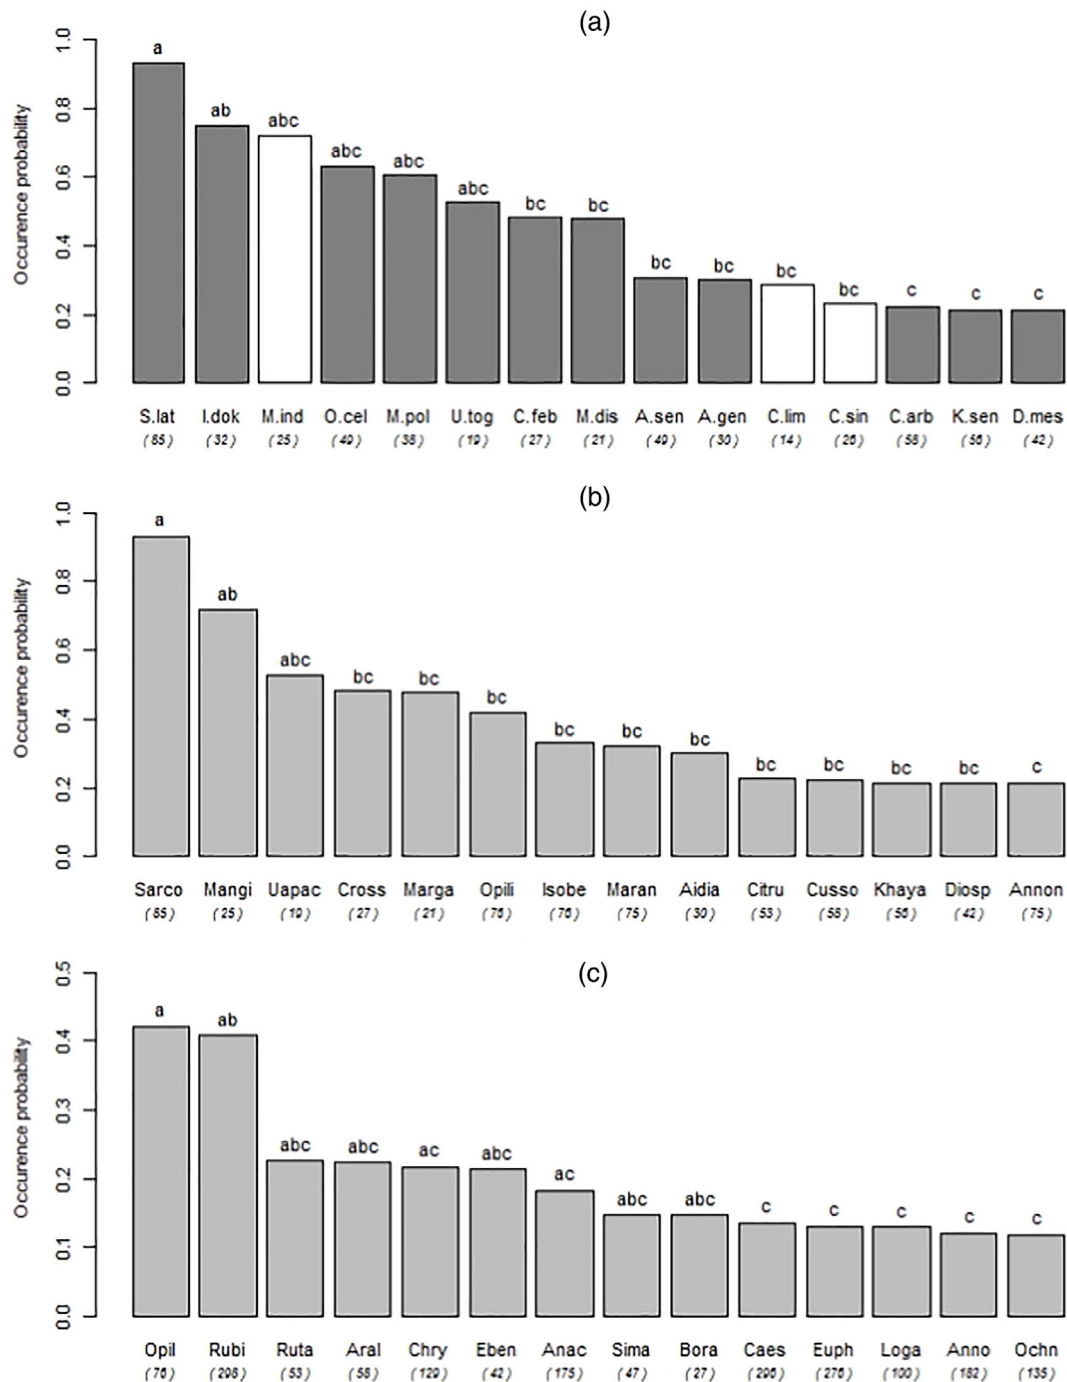 (a)
Occurence probability
1.0
0.8
0.6
0.4
0.2
0.0
a
ab
abc
abc
abc
abc
bc
bc
bc
bc
bc
bc
c
c
c
S.lat I.dok M.ind O.cel M.pol U.tog C.feb M.dis A.sen A.gen C.lim C.sin C.arb K.sen D.mes
(85) (32) (25) (49) (38) (19) (27) (21) (49) (30) (14) (26) (58) (56) (42)
(b)
Occurence probability
1.0
0.8
0.6
0.4
0.2
0.0
a
ab
abc
bc
bc
bc
bc
bc
bc
bc
bc
bc
bc
c
Sarco Mangi Uapac Cross Marga Opili Isobe Maran Aidia Citru Cusso Khaya Diosp Annon
(85) (25) (19) (27) (21) (76) (76) (75) (30) (53) (58) (56) (42) (75)
(c)
Occurence probability
0.5
0.4
0.3
0.2
0.1
0.0
a
ab
abc
abc
ac
abc
ac
abc
abc
c
c
c
c
c
Opil Rubi Ruta Aral Chry Eben Anac Sima Bora Caes Euph Loga Anno Ochn
(76) (298) (53) (58) (129) (42) (175) (47) (27) (296) (276) (100) (182) (135)